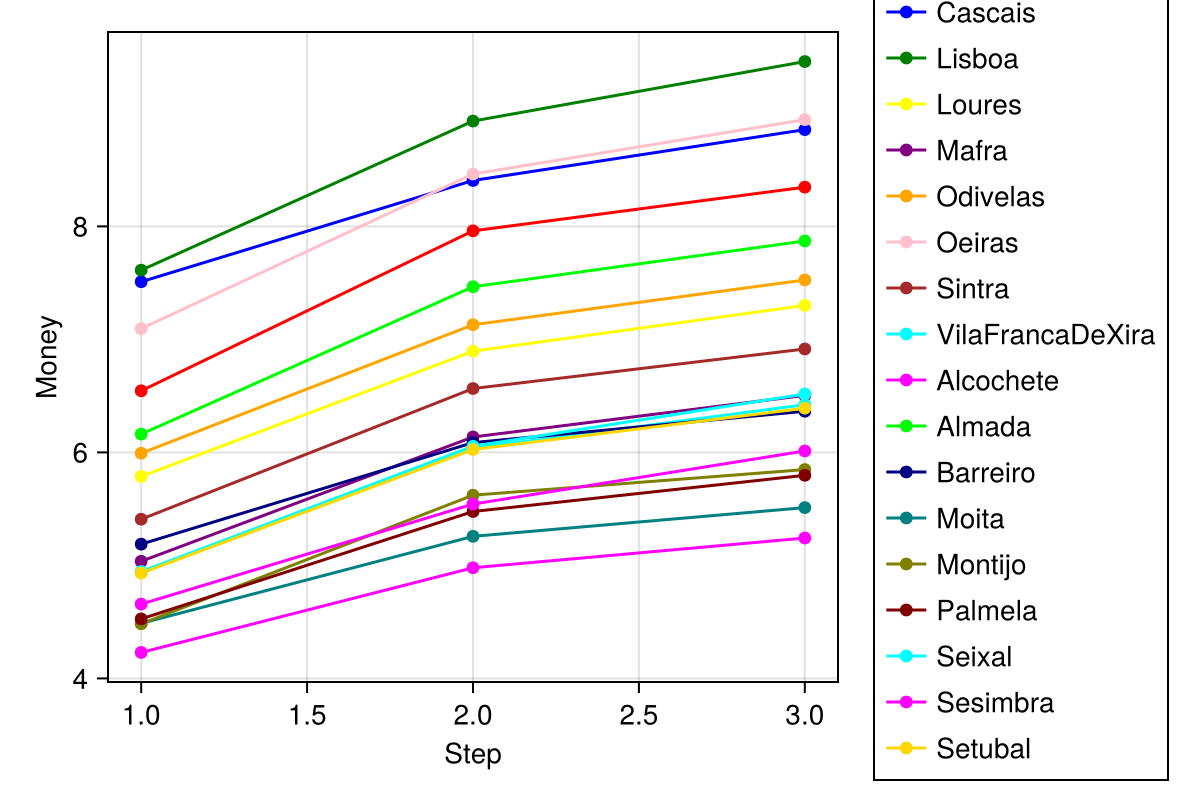 Money
8
6
4
1.0 1.5 2.0 2.5 3.0
Step
Cascais
Lisboa
Loures
Mafra
Odivelas
Oeiras
Sintra
VilaFrancaDeXira
Alcochete
Almada
Barreiro
Moita
Montijo
Palmela
Seixal
Sesimbra
Setubal